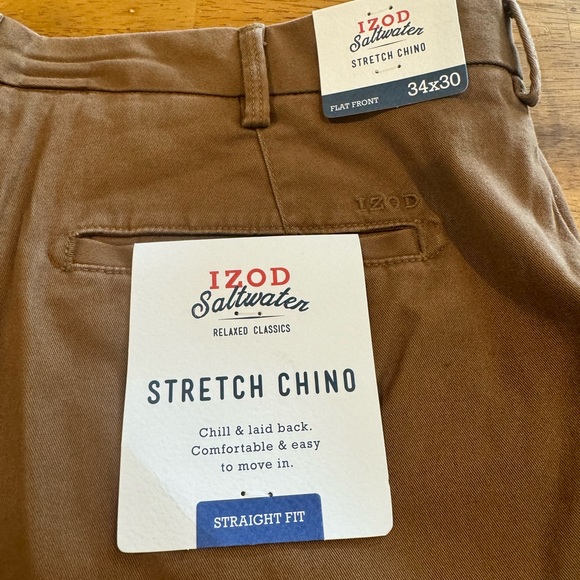 IZOD
Saltwater
STRETCH CHINO
34x30
FLAT FRONT
IZOD
IZOD
Saltwater
RELAXED CLASSICS
STRETCH CHINO
Chill & laid back.
Comfortable & easy
to move in.
STRAIGHT FIT